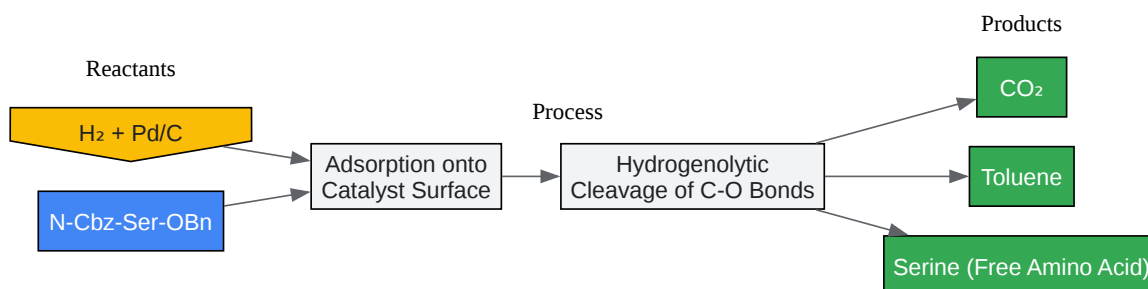 Reactants
H₂ + Pd/C
N-Cbz-Ser-OBn
Process
Adsorption onto
Catalyst Surface
Hydrogenolytic
Cleavage of C-O Bonds
Products
CO₂
Toluene
Serine (Free Amino Acid)